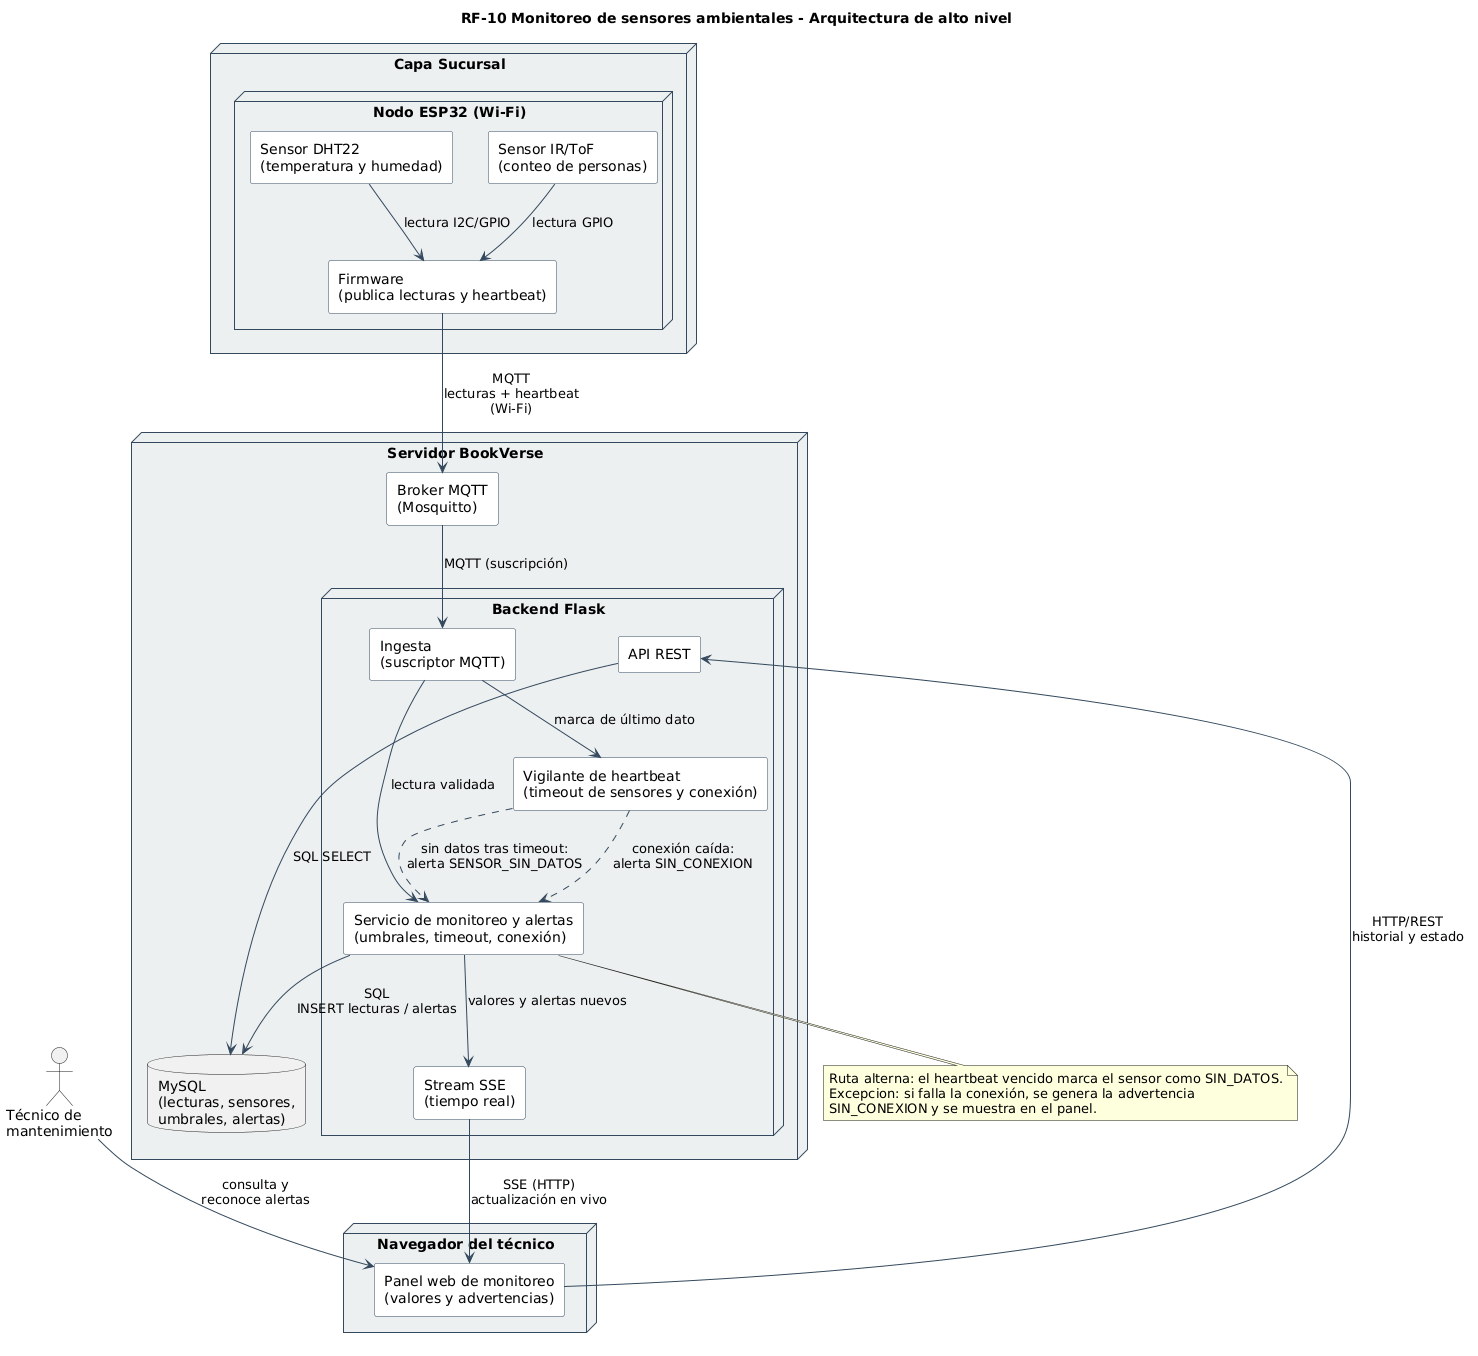 RF-10 Monitoreo de sensores ambientales - Arquitectura de alto nivel
Capa Sucursal
Nodo ESP32 (Wi-Fi)
Sensor DHT22
(temperatura y humedad)
Sensor IR/ToF
(conteo de personas)
lectura I2C/GPIO
lectura GPIO
Firmware
(publica lecturas y heartbeat)
MQTT
lecturas + heartbeat
(Wi-Fi)
Servidor BookVerse
Broker MQTT
(Mosquitto)
MQTT (suscripción)
Backend Flask
Ingesta
(suscriptor MQTT)
API REST
marca de último dato
lectura validada
Vigilante de heartbeat
(timeout de sensores y conexión)
SQL SELECT
sin datos tras timeout:
alerta SENSOR_SIN_DATOS
conexión caída:
alerta SIN_CONEXION
Servicio de monitoreo y alertas
(umbrales, timeout, conexión)
HTTP/REST
historial y estado
SQL
INSERT lecturas / alertas
valores y alertas nuevos
MySQL
(lecturas, sensores,
umbrales, alertas)
Stream SSE
(tiempo real)
Ruta alterna: el heartbeat vencido marca el sensor como SIN_DATOS.
Excepcion: si falla la conexión, se genera la advertencia
SIN_CONEXION y se muestra en el panel.
Técnico de
mantenimiento
consulta y
reconoce alertas
SSE (HTTP)
actualización en vivo
Navegador del técnico
Panel web de monitoreo
(valores y advertencias)